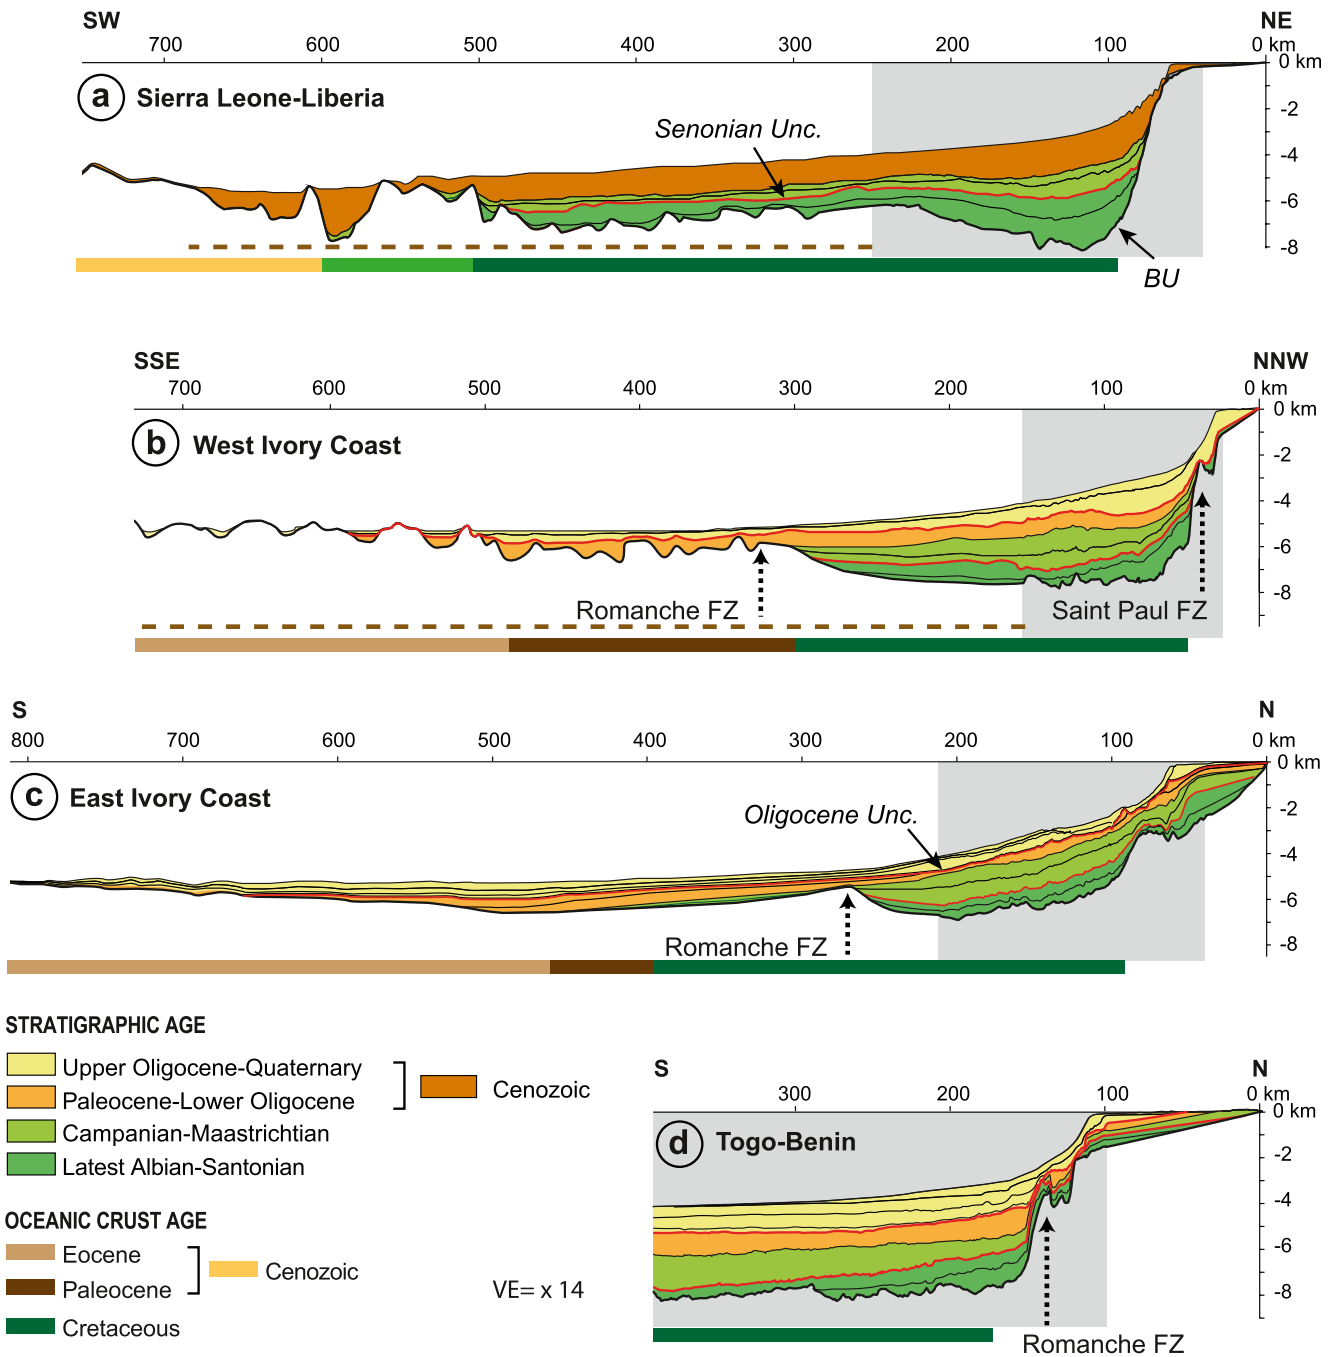 SW NE
700 600 500 400 300 200 100 0 km
0 km
a Sierra Leone-Liberia
-2
Senonian Unc.
-4
-6
-8
BU
SSE NNW
700 600 500 400 300 200 100 0 km
0 km
b West Ivory Coast
-2
-4
-6
-8
Romanche FZ Saint Paul FZ
S N
800 700 600 500 400 300 200 100 0 km
0 km
c East Ivory Coast
-2
Oligocene Unc.
-4
-6
Romanche FZ
-8
STRATIGRAPHIC AGE
Upper Oligocene-Quaternary
Paleocene-Lower Oligocene
Cenozoic
Campanian-Maastrichtian
Latest Albian-Santonian
OCEANIC CRUST AGE
Eocene
Paleocene
Cenozoic
Cretaceous
VE= x 14
S N
300 200 100 0 km
0 km
d Togo-Benin
-2
-4
-6
-8
Romanche FZ